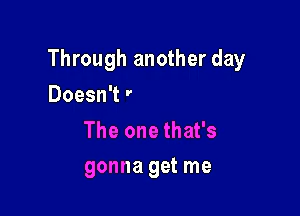 Through another day
Doesn't '
The one that's
gonna get me